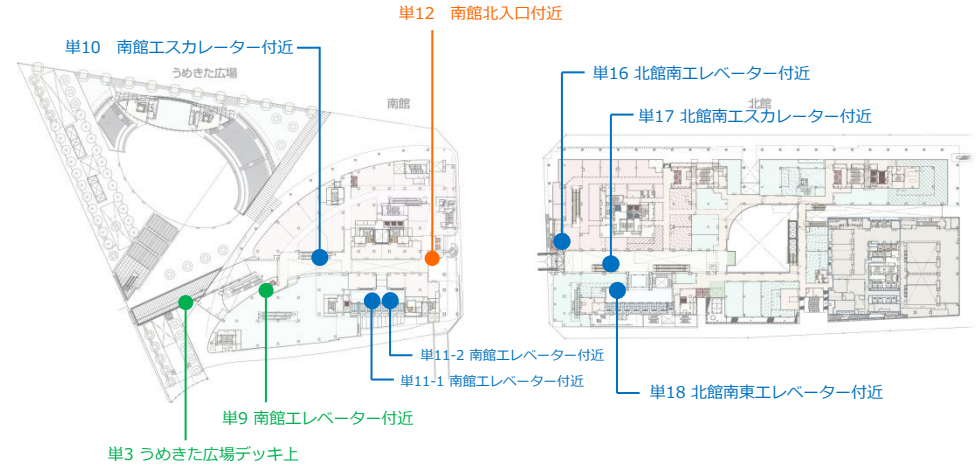 単12　南館北入口付近
単10　南館エスカレーター付近
うめきた広場
南館
単16 北館南エレベーター付近
北館
単17 北館南エスカレーター付近
単11-2 南館エレベーター付近
単11-1 南館エレベーター付近
単18 北館南東エレベーター付近
単9 南館エレベーター付近
単3 うめきた広場デッキ上